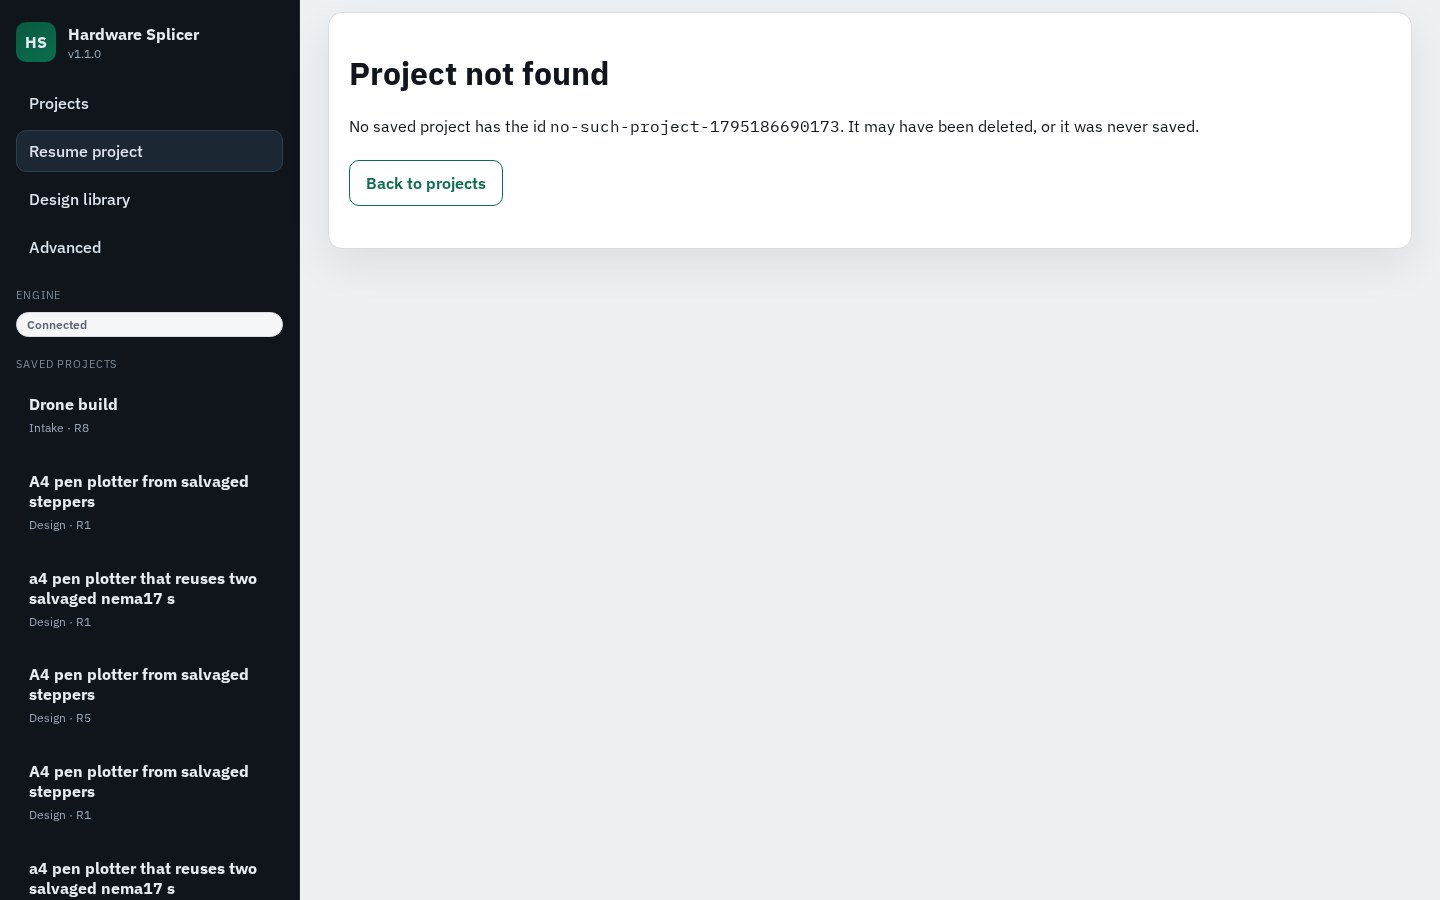 HS
Hardware Splicer
v1.1.0
Projects
Resume project
Design library
Advanced
ENGINE
Connected
SAVED PROJECTS
Drone build
Intake · R8
A4 pen plotter from salvaged
steppers
Design · R1
a4 pen plotter that reuses two
salvaged nema17 s
Design · R1
A4 pen plotter from salvaged
steppers
Design · R5
A4 pen plotter from salvaged
steppers
Design · R1
a4 pen plotter that reuses two
salvaged nema17 s
Project not found
No saved project has the id no-such-project-1795186690173. It may have been deleted, or it was never saved.
Back to projects